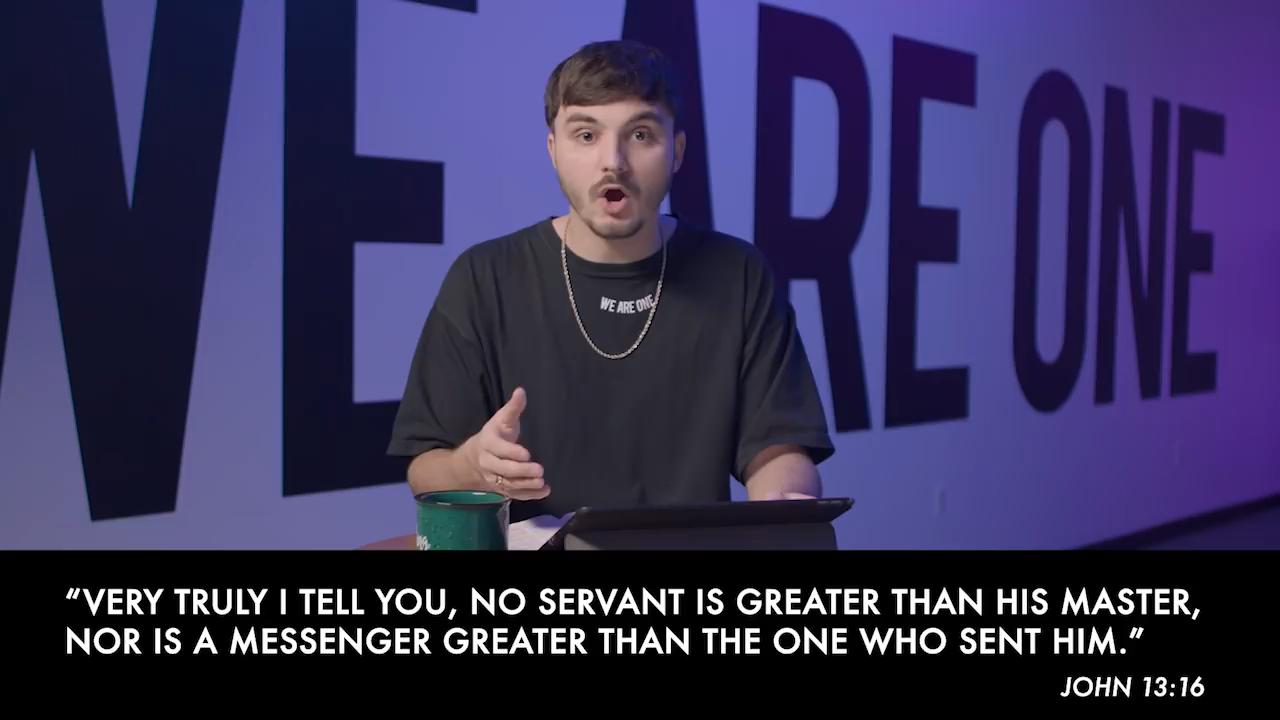 WE ARE ONE
WE ARE ONE
“VERY TRULY I TELL YOU, NO SERVANT IS GREATER THAN HIS MASTER,
NOR IS A MESSENGER GREATER THAN THE ONE WHO SENT HIM.”
JOHN 13:16